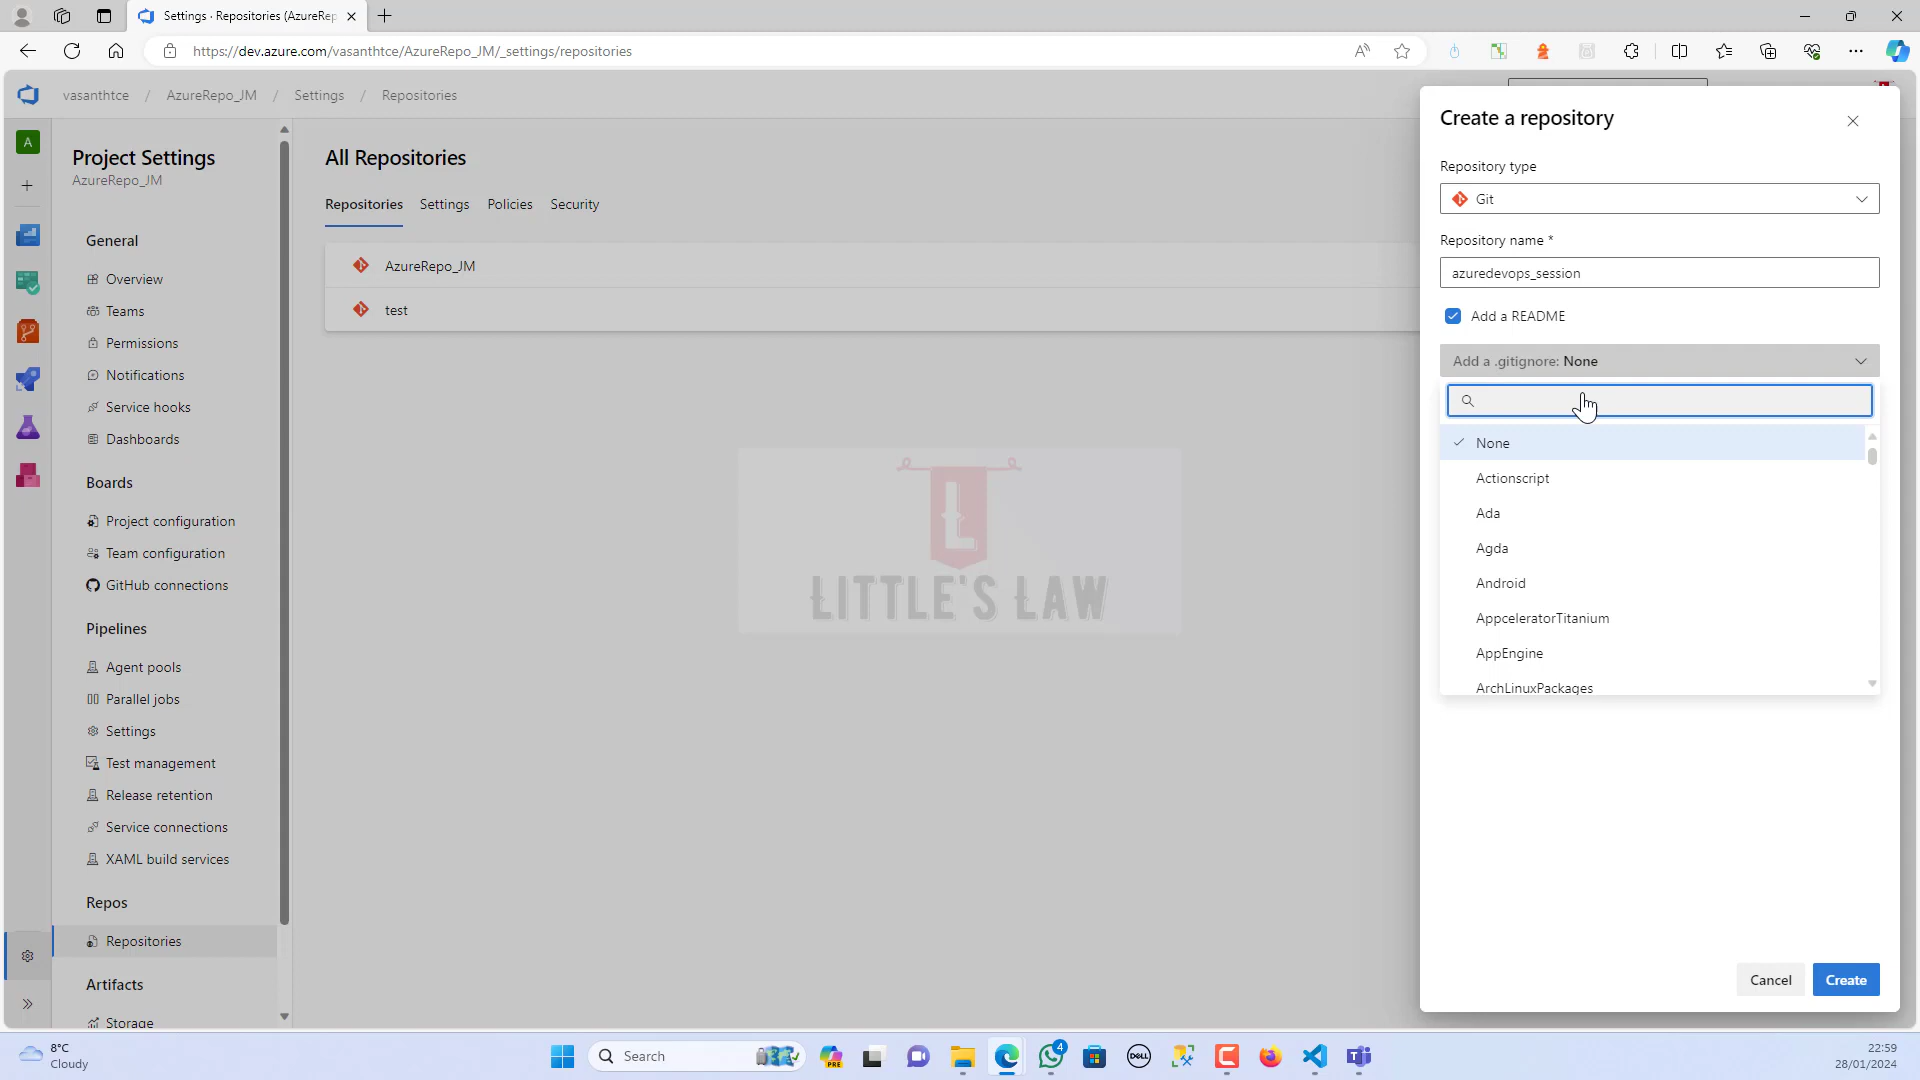 Settings · Repositories (AzureRep
https://dev.azure.com/vasanthtce/AzureRepo_JM/_settings/repositories
vasanthtce / AzureRepo_JM / Settings / Repositories
A
Project Settings
AzureRepo_JM
General
Overview
Teams
Permissions
Notifications
Service hooks
Dashboards
Boards
Project configuration
Team configuration
GitHub connections
Pipelines
Agent pools
Parallel jobs
Settings
Test management
Release retention
Service connections
XAML build services
Repos
Repositories
Artifacts
Storage
All Repositories
Repositories Settings Policies Security
AzureRepo_JM
test
L
LITTLE'S LAW
Create a repository
Repository type
Git
Repository name *
azuredevops_session
Add a README
Add a .gitignore: None
None
Actionscript
Ada
Agda
Android
AppceleratorTitanium
AppEngine
ArchLinuxPackages
Cancel Create
8°C
Cloudy
Search
PRE
4
DELL
22:59
28/01/2024